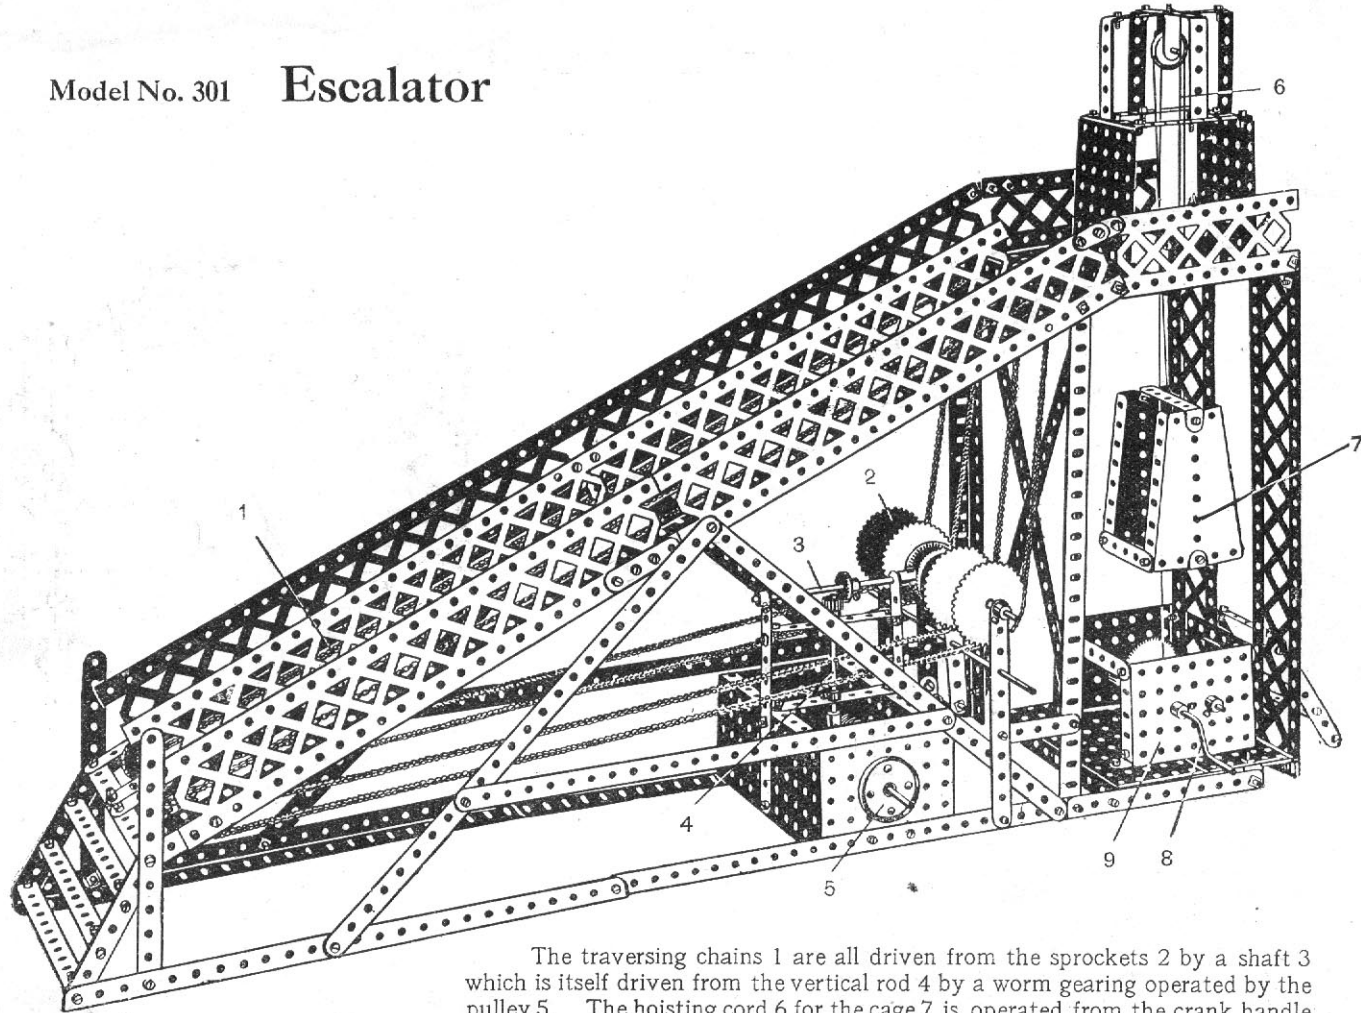 Model No. 301 Escalator
6
7
1
2
3
4
5
9
8
The traversing chains 1 are all driven from the sprockets 2 by a shaft 3
which is itself driven from the vertical rod 4 by a worm gearing operated by the
pulley 5. The hoisting cord 6 for the cage 7 is operated from the crank handle